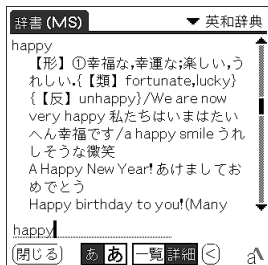 辞書(MS) ▼ 英和辞典
happy
【形】①幸福な,幸運な;楽しい,う
れしい.{【類】fortunate,lucky}
{【反】unhappy}/We are now
very happy 私たちはいまはたい
へん幸福です/a happy smile うれ
しそうな微笑
A Happy New Year! あけましてお
めでとう
Happy birthday to you!(Many
happy
閉じる あ あ 一覧 詳細 < a